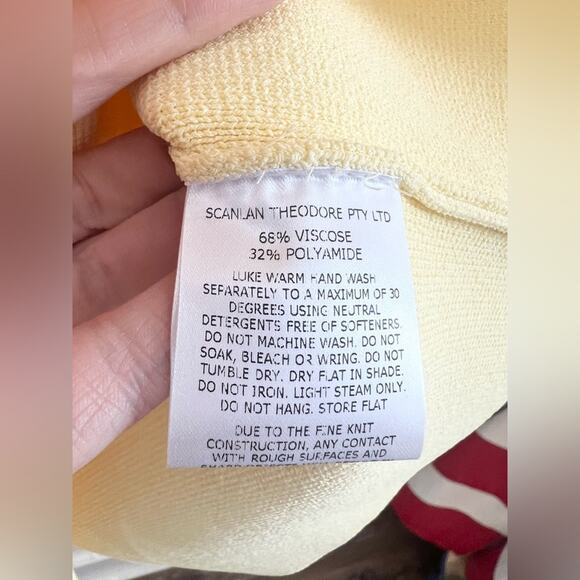 SCANLAN THEODORE PTY LTD
68% VISCOSE
32% POLYAMIDE
LUKE WARM HAND WASH
SEPARATELY TO A MAXIMUM OF 30
DEGREES USING NEUTRAL
DETERGENTS FREE OF SOFTENERS.
DO NOT MACHINE WASH. DO NOT
SOAK, BLEACH OR WRING. DO NOT
TUMBLE DRY. DRY FLAT IN SHADE.
DO NOT IRON. LIGHT STEAM ONLY.
DO NOT HANG. STORE FLAT
DUE TO THE FINE KNIT
CONSTRUCTION, ANY CONTACT
WITH ROUGH SURFACES AND